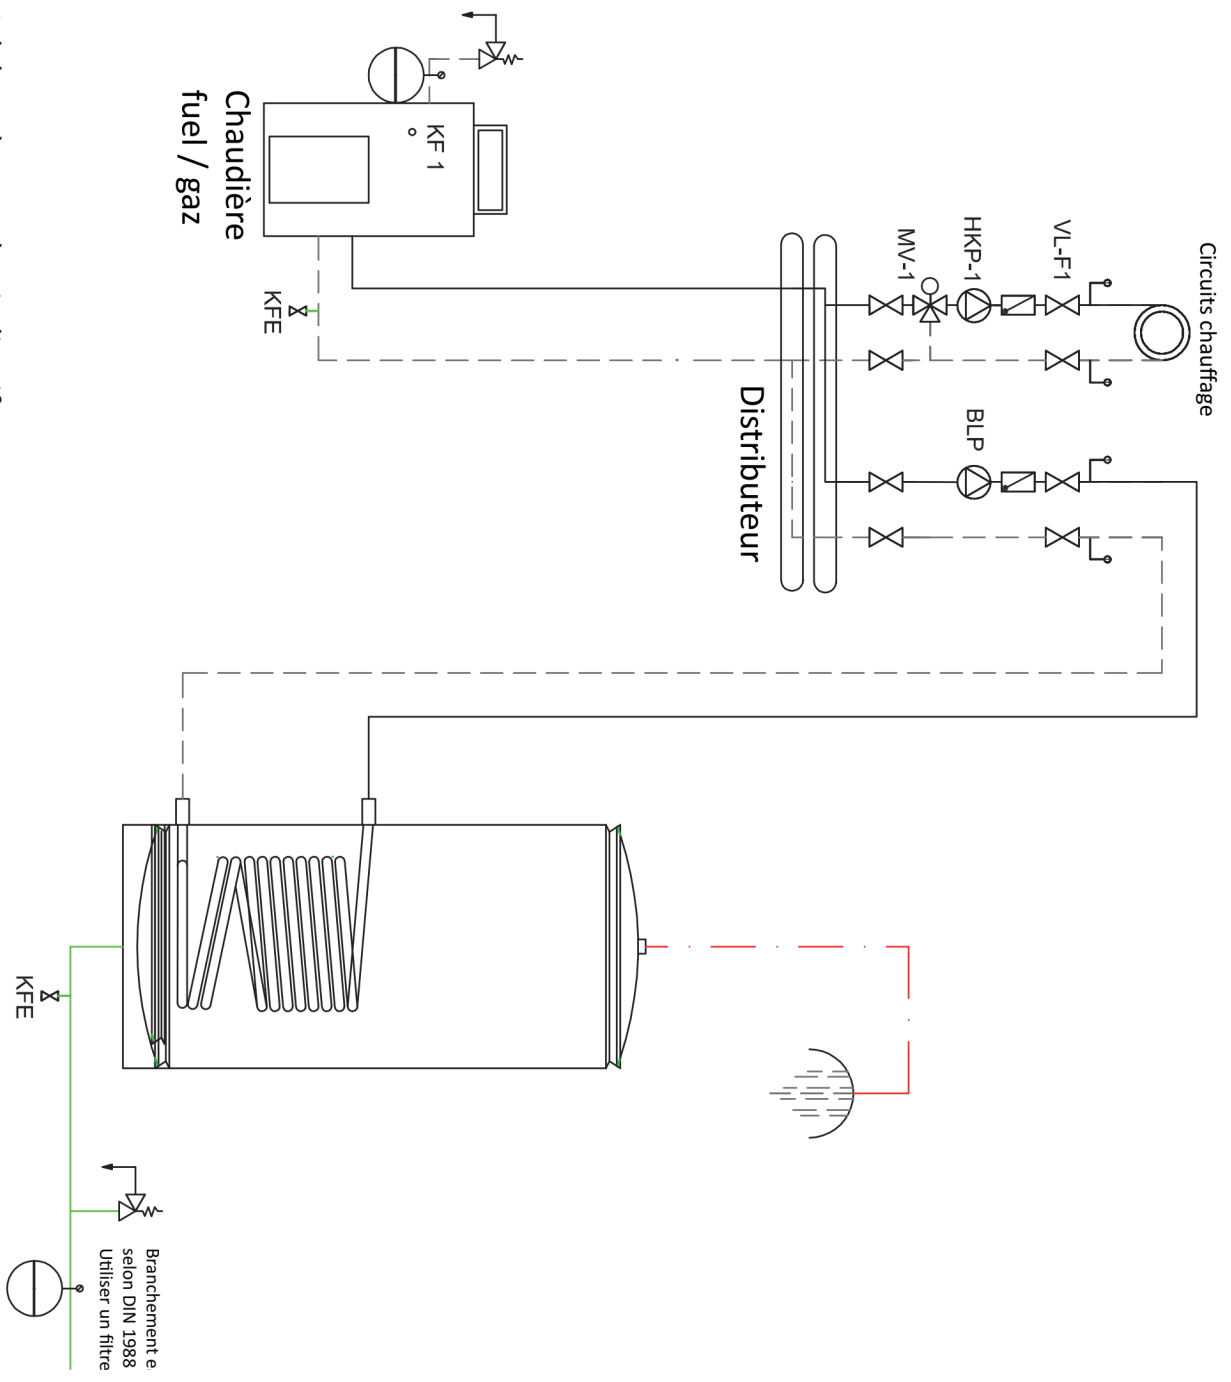 Circuits chauffage
VL-F1
HKP-1
MV-1
BLP
Distributeur
KF 1
Chaudière
fuel / gaz
KFE
KFE
Branchement e
selon DIN 1988
Utiliser un filtre